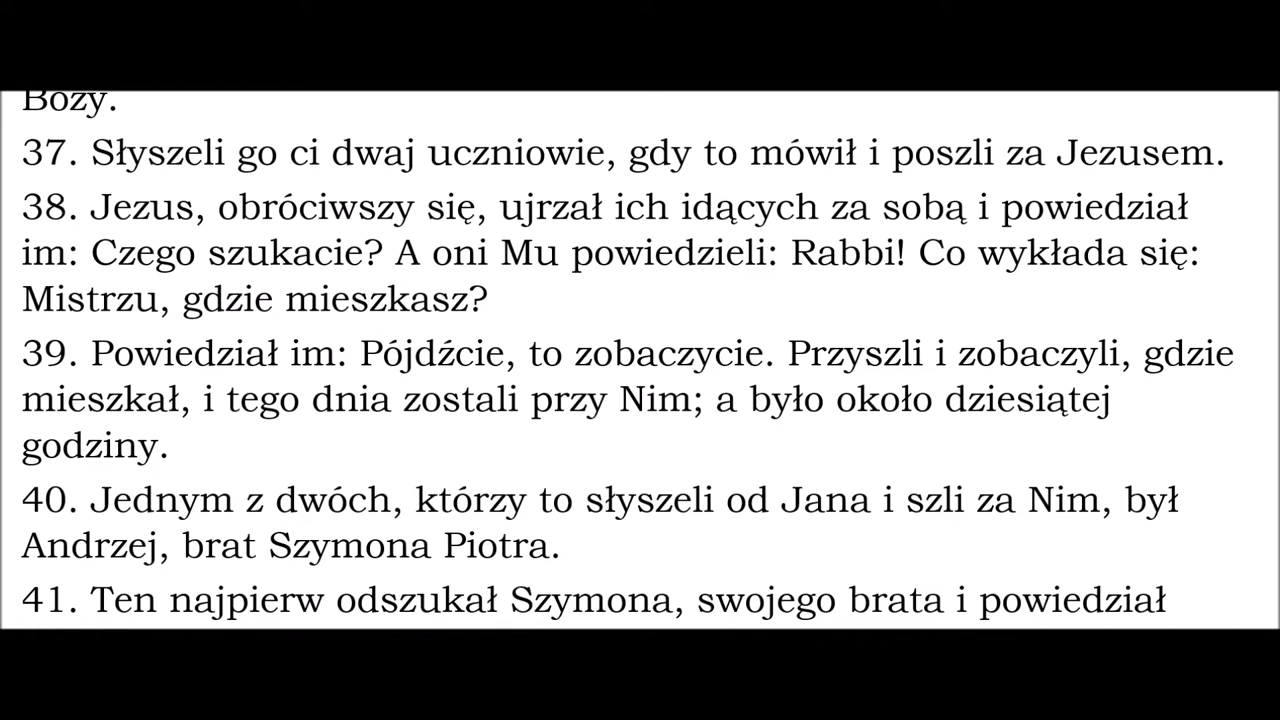 Boży.
37. Słyszeli go ci dwaj uczniowie, gdy to mówił i poszli za Jezusem.
38. Jezus, obróciwszy się, ujrzał ich idących za sobą i powiedział
im: Czego szukacie? A oni Mu powiedzieli: Rabbi! Co wykłada się:
Mistrzu, gdzie mieszkasz?
39. Powiedział im: Pójdźcie, to zobaczycie. Przyszli i zobaczyli, gdzie
mieszkał, i tego dnia zostali przy Nim; a było około dziesiątej
godziny.
40. Jednym z dwóch, którzy to słyszeli od Jana i szli za Nim, był
Andrzej, brat Szymona Piotra.
41. Ten najpierw odszukał Szymona, swojego brata i powiedział